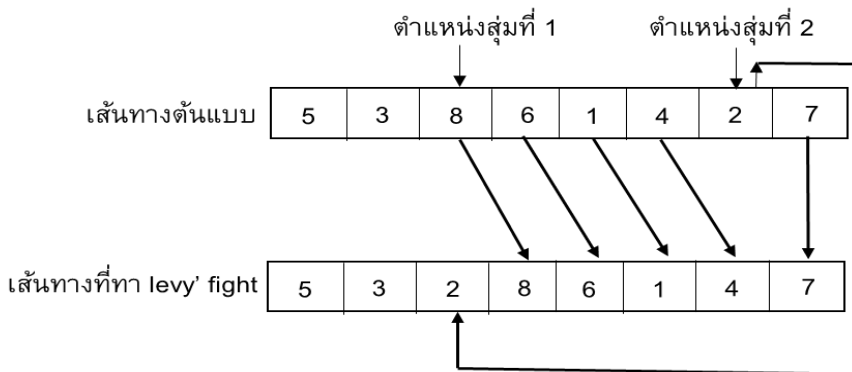 ตำแหน่งสุ่มที่ 1 ตำแหน่งสุ่มที่ 2
เส้นทางต้นแบบ 5 3 8 6 1 4 2 7
เส้นทางที่ทา levy' fight 5 3 2 8 6 1 4 7